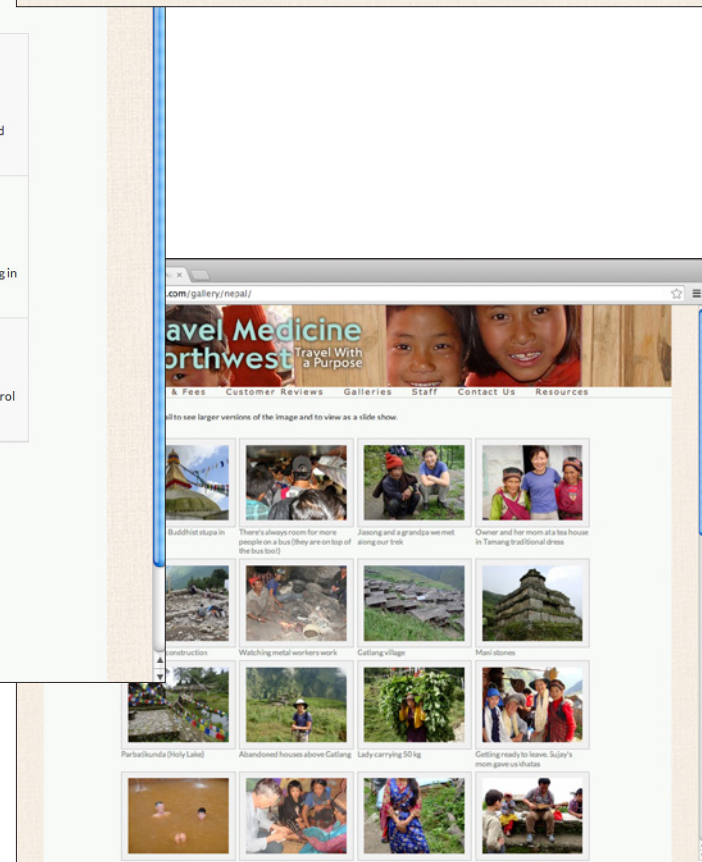 d
g in
rol
.com/gallery/nepal/
avel Medicine
orthwest Travel With
a Purpose
& Fees Customer Reviews Galleries Staff Contact Us Resources
ail to see larger versions of the image and to view as a slide show.
Buddhist stupa in
There's always room for more
people on a bus (they are on top of
the bus too!)
Jasong and a grandpa we met
along our trek
Owner and her mom at a tea house
in Tamang traditional dress
construction
Watching metal workers work
Gatlang village
Mani stones
Parbatikunda (Holy Lake)
Abandoned houses above Gatlang
Lady carrying 50 kg
Getting ready to leave. Sujay's
mom gave us khatas